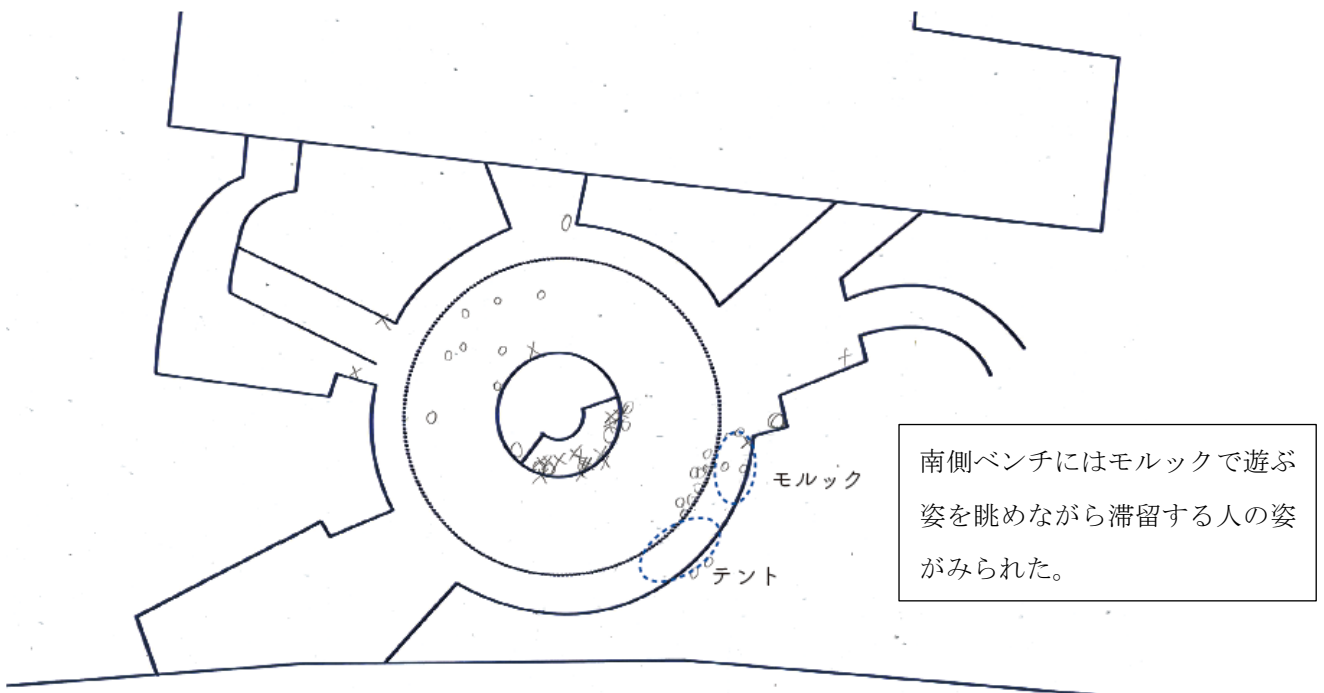 モルック
テント
南側ベンチにはモルックで遊ぶ
姿を眺めながら滞留する人の姿
がみられた。